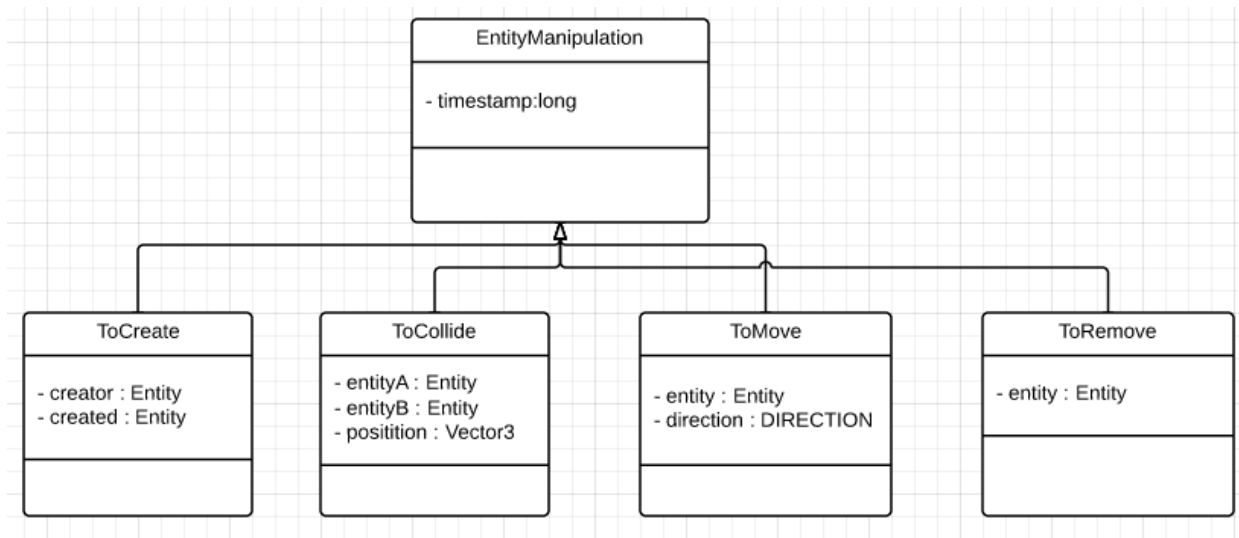 EntityManipulation
- timestamp:long
ToCreate
- creator : Entity
- created : Entity
ToCollide
- entityA : Entity
- entityB : Entity
- positition : Vector3
ToMove
- entity : Entity
- direction : DIRECTION
ToRemove
- entity : Entity